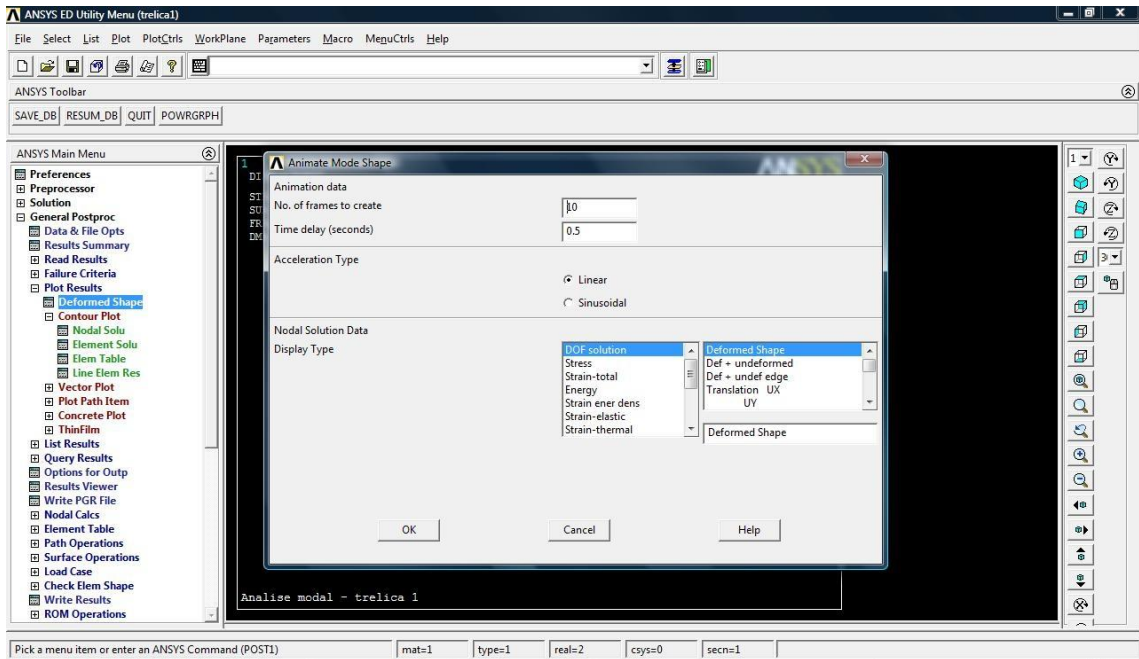 ANSYS ED Utility Menu (trelica1)
File Select List Plot PlotCtrls WorkPlane Parameters Macro MenuCtrls Help
ANSYS Toolbar
SAVE_DB RESUM_DB QUIT POWRGRPH
ANSYS Main Menu
Preferences
Preprocessor
Solution
General Postproc
Data & File Opts
Results Summary
Read Results
Failure Criteria
Plot Results
Deformed Shape
Contour Plot
Nodal Solu
Element Solu
Elem Table
Line Elem Res
Vector Plot
Plot Path Item
Concrete Plot
ThinFilm
List Results
Query Results
Options for Outp
Results Viewer
Write PGR File
Nodal Calcs
Element Table
Path Operations
Surface Operations
Load Case
Check Elem Shape
Write Results
ROM Operations
1
DI
ST
SU
FR
DM
Animate Mode Shape
Animation data
No. of frames to create 10
Time delay (seconds) 0.5
Acceleration Type
Linear
Sinusoidal
Nodal Solution Data
Display Type
DOF solution
Stress
Strain-total
Energy
Strain ener dens
Strain-elastic
Strain-thermal
Deformed Shape
Def + undeformed
Def + undef edge
Translation UX
UY
Deformed Shape
OK Cancel Help
Analise modal - trelica 1
1
Pick a menu item or enter an ANSYS Command (POST1) mat=1 type=1 real=2 csys=0 secn=1